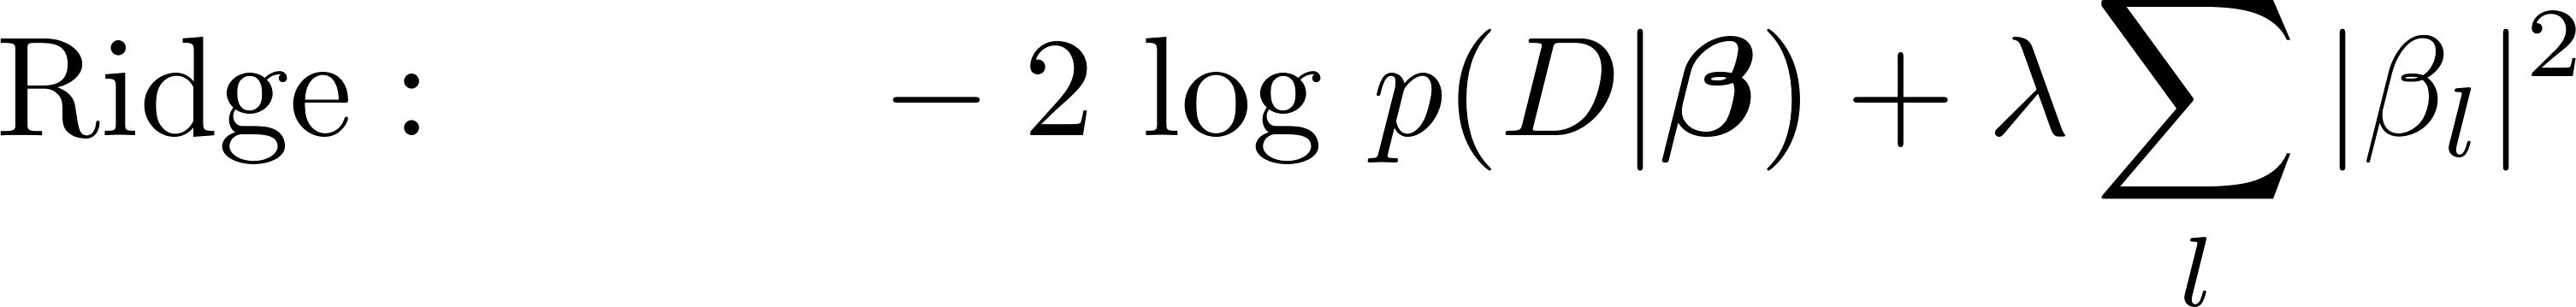 Ridge : − 2 log p(D|𝜷) + λ ∑_l |β_l|²